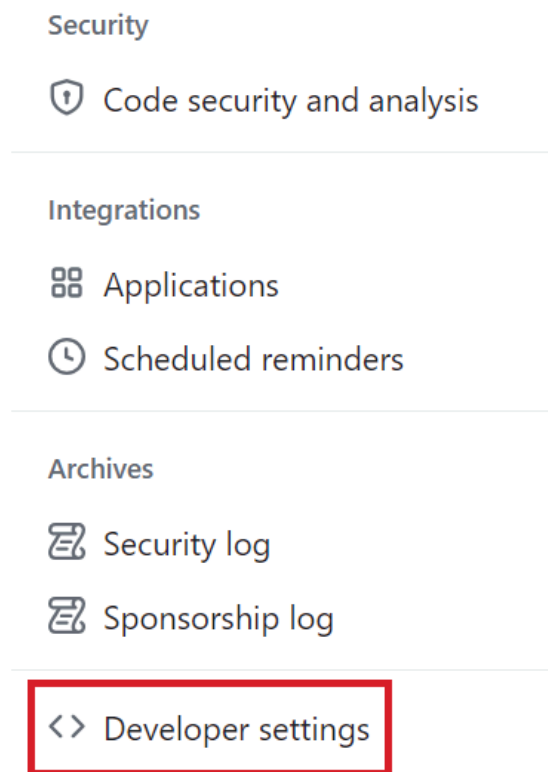 Security
Code security and analysis
Integrations
Applications
Scheduled reminders
Archives
Security log
Sponsorship log
Developer settings